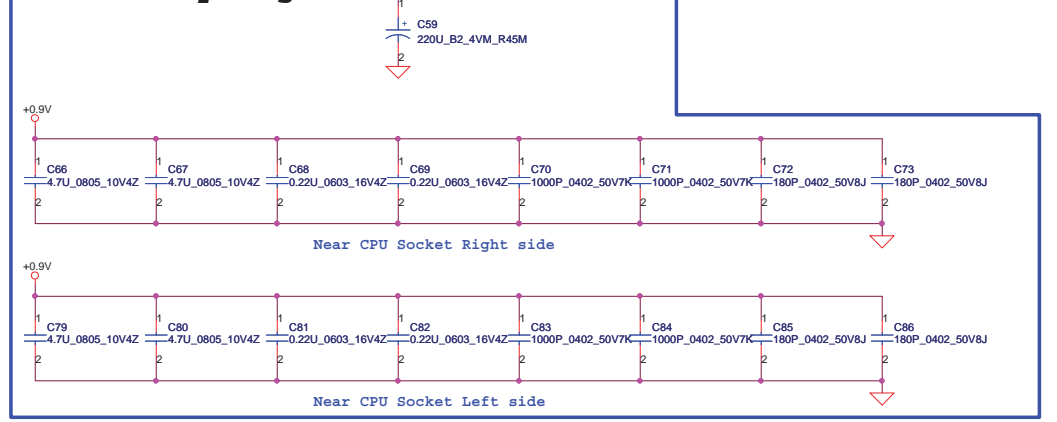 1
C59
+
220U_B2_4VM_R45M
2
+0.9V
1 1 1 1 1 1 1 1
C66 C67 C68 C69 C70 C71 C72 C73
4.7U_0805_10V4Z 4.7U_0805_10V4Z 0.22U_0603_16V4Z 0.22U_0603_16V4Z 1000P_0402_50V7K 1000P_0402_50V7K 180P_0402_50V8J 180P_0402_50V8J
2 2 2 2 2 2 2 2
Near CPU Socket Right side
+0.9V
1 1 1 1 1 1 1 1
C79 C80 C81 C82 C83 C84 C85 C86
4.7U_0805_10V4Z 4.7U_0805_10V4Z 0.22U_0603_16V4Z 0.22U_0603_16V4Z 1000P_0402_50V7K 1000P_0402_50V7K 180P_0402_50V8J 180P_0402_50V8J
2 2 2 2 2 2 2 2
Near CPU Socket Left side